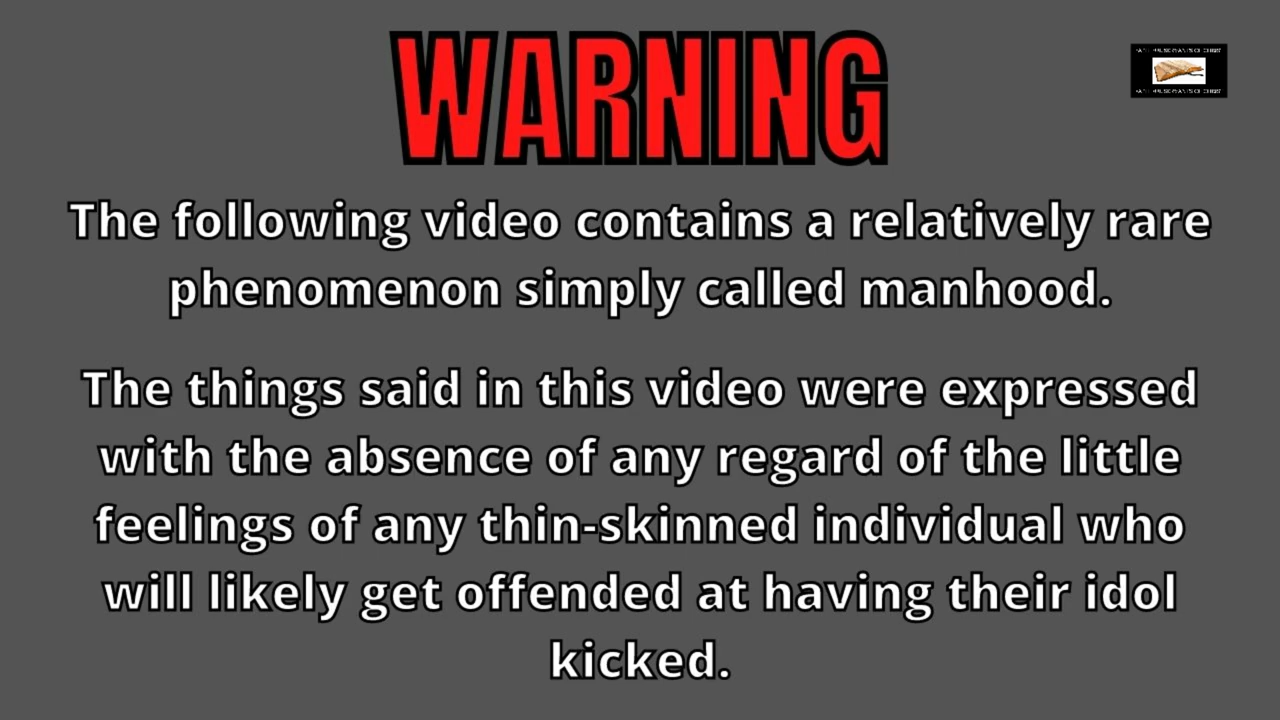 WARNING
The following video contains a relatively rare
phenomenon simply called manhood.
The things said in this video were expressed
with the absence of any regard of the little
feelings of any thin-skinned individual who
will likely get offended at having their idol
kicked.